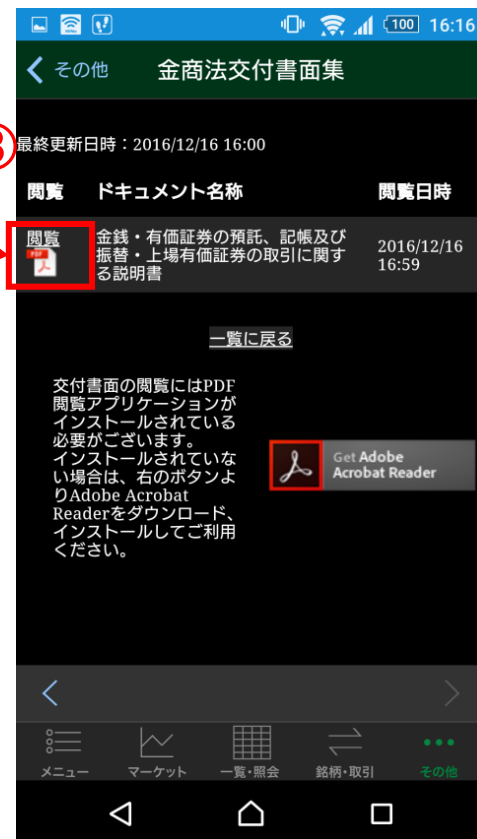 100 16:16
その他 金商法交付書面集
最終更新日時：2016/12/16 16:00
閲覧 ドキュメント名称 閲覧日時
閲覧
PDF
金銭・有価証券の預託、記帳及び
振替・上場有価証券の取引に関す
る説明書
2016/12/16
16:59
一覧に戻る
交付書面の閲覧にはPDF
閲覧アプリケーションが
インストールされている
必要がございます。
インストールされていな
い場合は、右のボタンよ
りAdobe Acrobat
Readerをダウンロード、
インストールしてご利用
ください。
Get Adobe
Acrobat Reader
メニュー マーケット 一覧・照会 銘柄・取引 その他